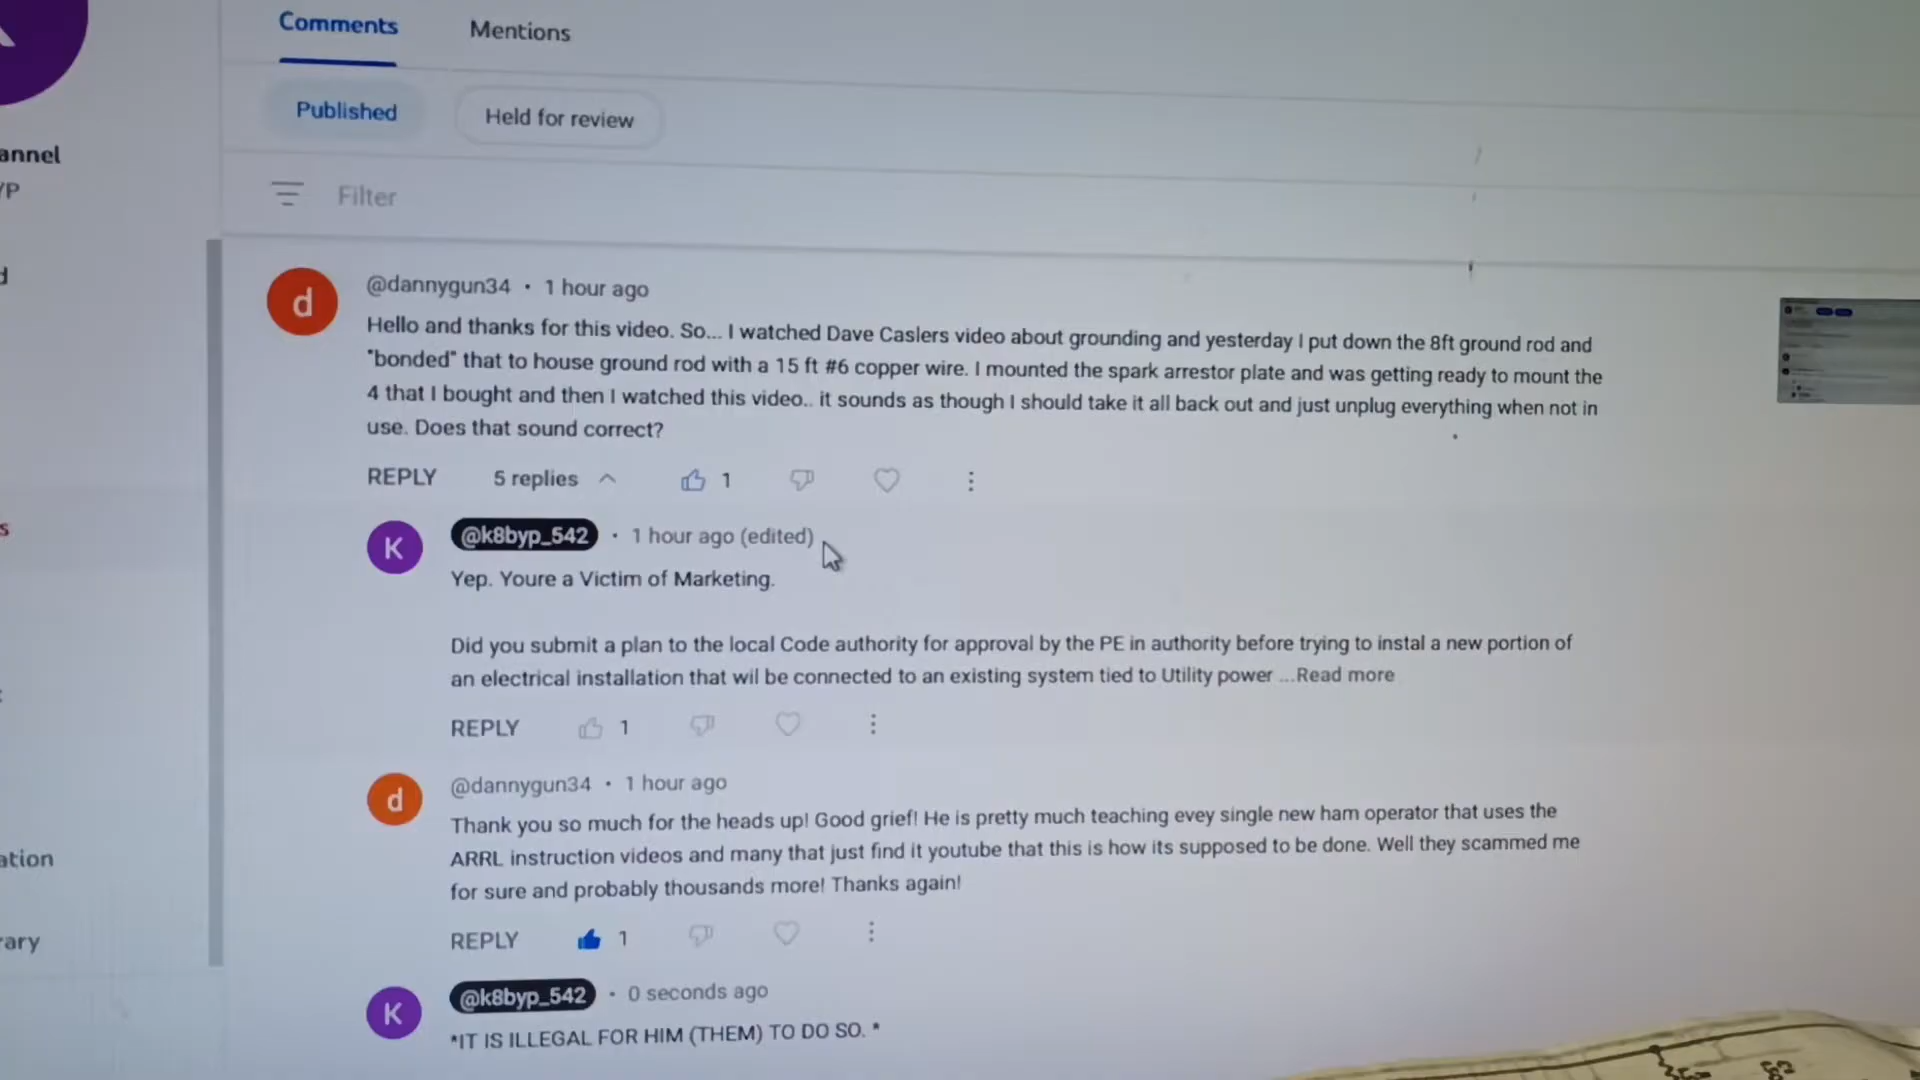 Comments
Mentions
Published
Held for review
annel
YP
Filter
d
@dannygun34 • 1 hour ago
Hello and thanks for this video. So... I watched Dave Caslers video about grounding and yesterday I put down the 8ft ground rod and
"bonded" that to house ground rod with a 15 ft #6 copper wire. I mounted the spark arrestor plate and was getting ready to mount the
4 that I bought and then I watched this video.. it sounds as though I should take it all back out and just unplug everything when not in
use. Does that sound correct?
REPLY 5 replies 1
s
K
@k8byp_542 • 1 hour ago (edited)
Yep. Youre a Victim of Marketing.
Did you submit a plan to the local Code authority for approval by the PE in authority before trying to instal a new portion of
an electrical installation that wil be connected to an existing system tied to Utility power ...Read more
REPLY 1
d
@dannygun34 • 1 hour ago
Thank you so much for the heads up! Good grief! He is pretty much teaching evey single new ham operator that uses the
ARRL instruction videos and many that just find it youtube that this is how its supposed to be done. Well they scammed me
for sure and probably thousands more! Thanks again!
ation
REPLY 1
rary
K
@k8byp_542 • 0 seconds ago
*IT IS ILLEGAL FOR HIM (THEM) TO DO SO. *